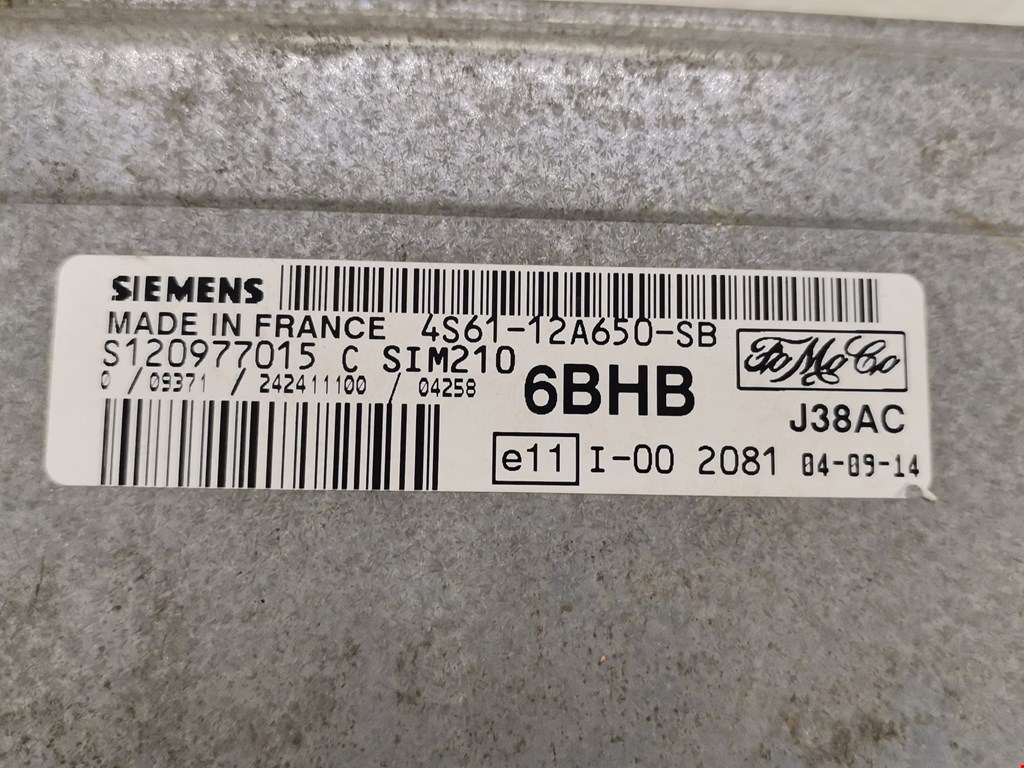 SIEMENS
MADE IN FRANCE 4S61-12A650-SB
S120977015 C SIM210
FoMoCo
0 / 09371 / 242411100 / 04258
6BHB
J38AC
e11 I-00 2081 04-09-14